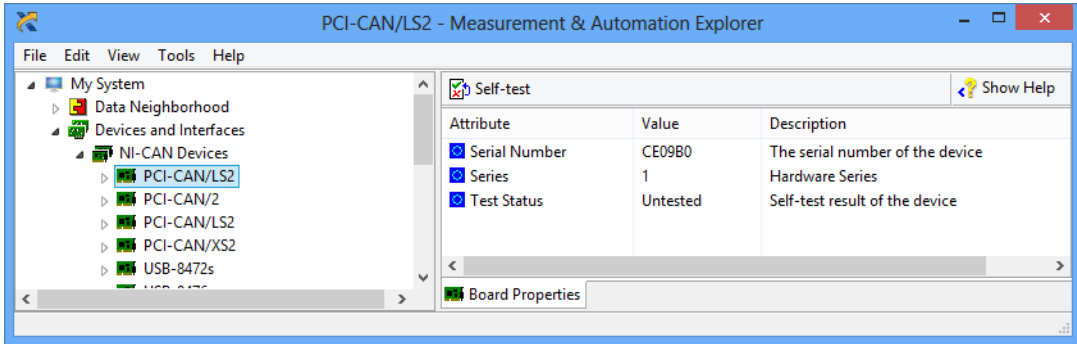 PCI-CAN/LS2 - Measurement & Automation Explorer
File Edit View Tools Help
My System
Data Neighborhood
Devices and Interfaces
NI-CAN Devices
PCI-CAN/LS2
PCI-CAN/2
PCI-CAN/LS2
PCI-CAN/XS2
USB-8472s
Self-test Show Help
Attribute Value Description
Serial Number CE09B0 The serial number of the device
Series 1 Hardware Series
Test Status Untested Self-test result of the device
Board Properties